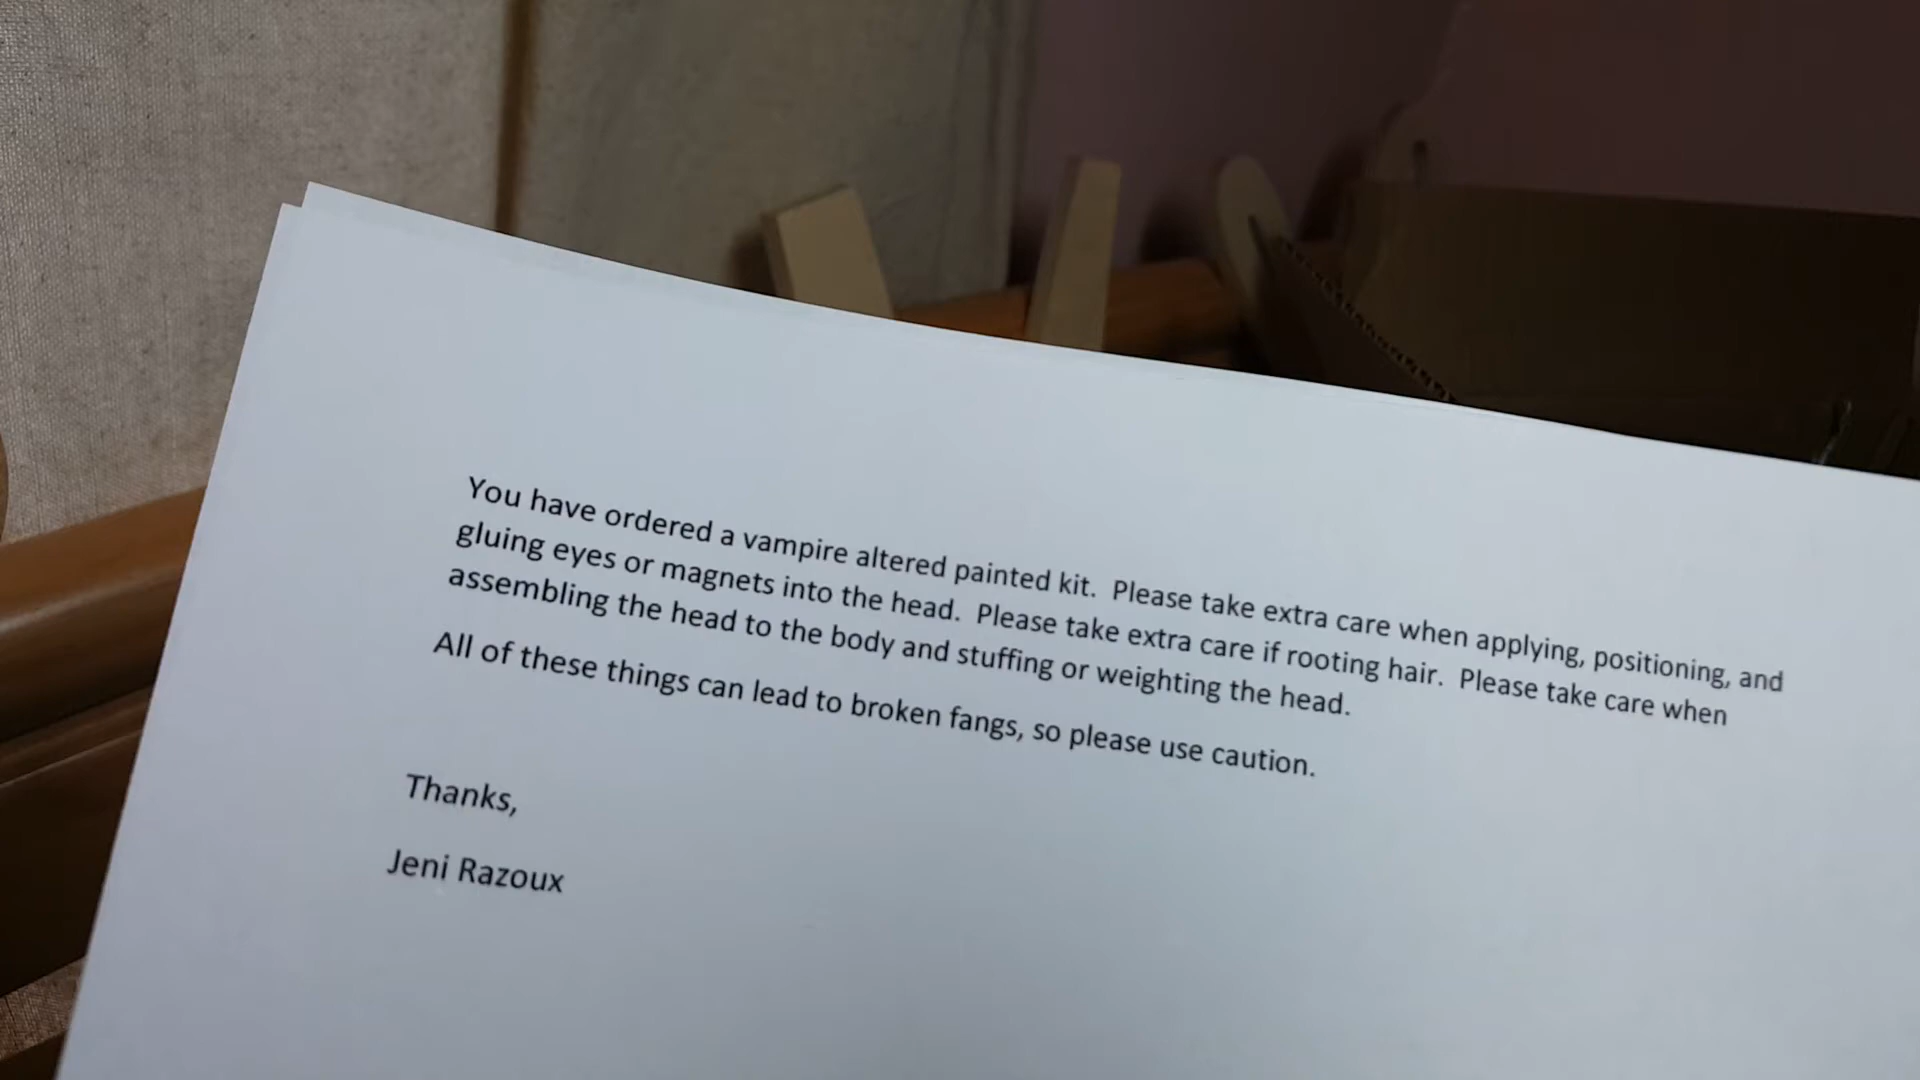 You have ordered a vampire altered painted kit.  Please take extra care when applying, positioning, and
gluing eyes or magnets into the head.  Please take extra care if rooting hair.  Please take care when
assembling the head to the body and stuffing or weighting the head.
All of these things can lead to broken fangs, so please use caution.
Thanks,
Jeni Razoux